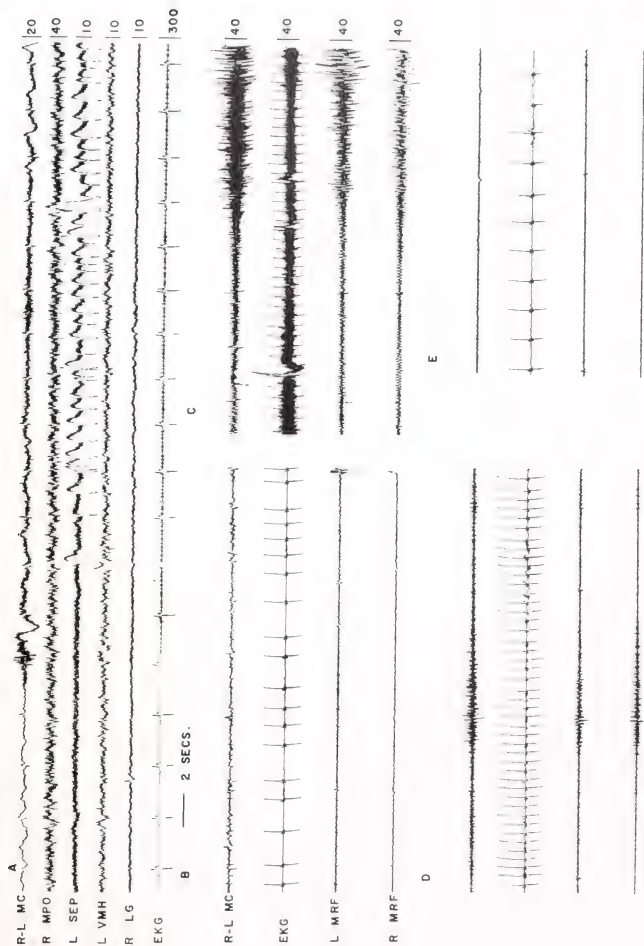 A
R-L MC |20
R MPO |40
L SEP |10
L VMH |10
R LG |10
EKG |300
B — 2 SECS.
C
R-L MC |40
EKG |40
L MRF |40
R MRF |40
D
E